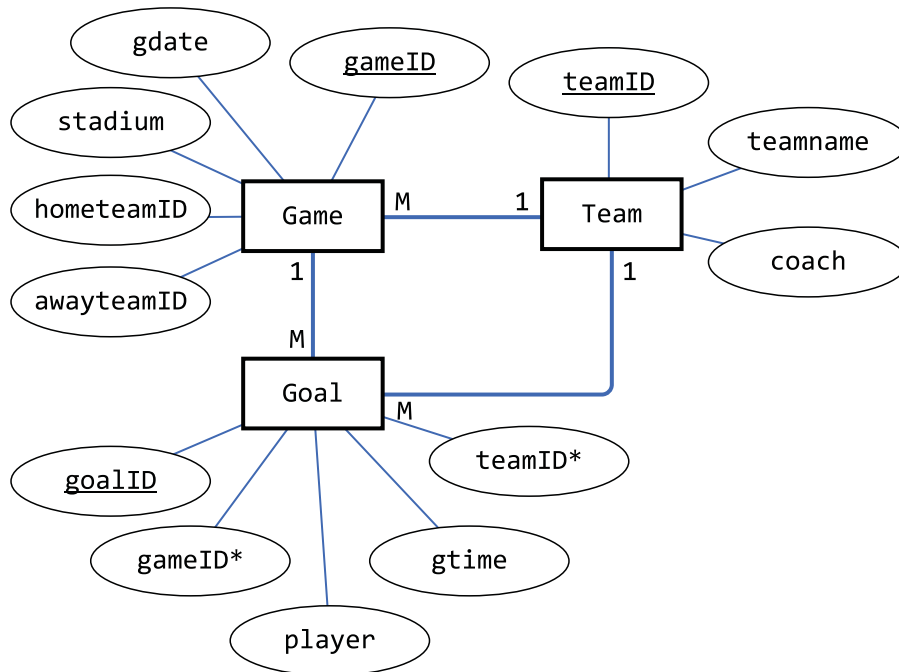 gdate
gameID
teamID
stadium
teamname
hometeamID
Game
M
1
Team
awayteamID
1
1
coach
M
Goal
M
goalID
teamID*
gameID*
gtime
player